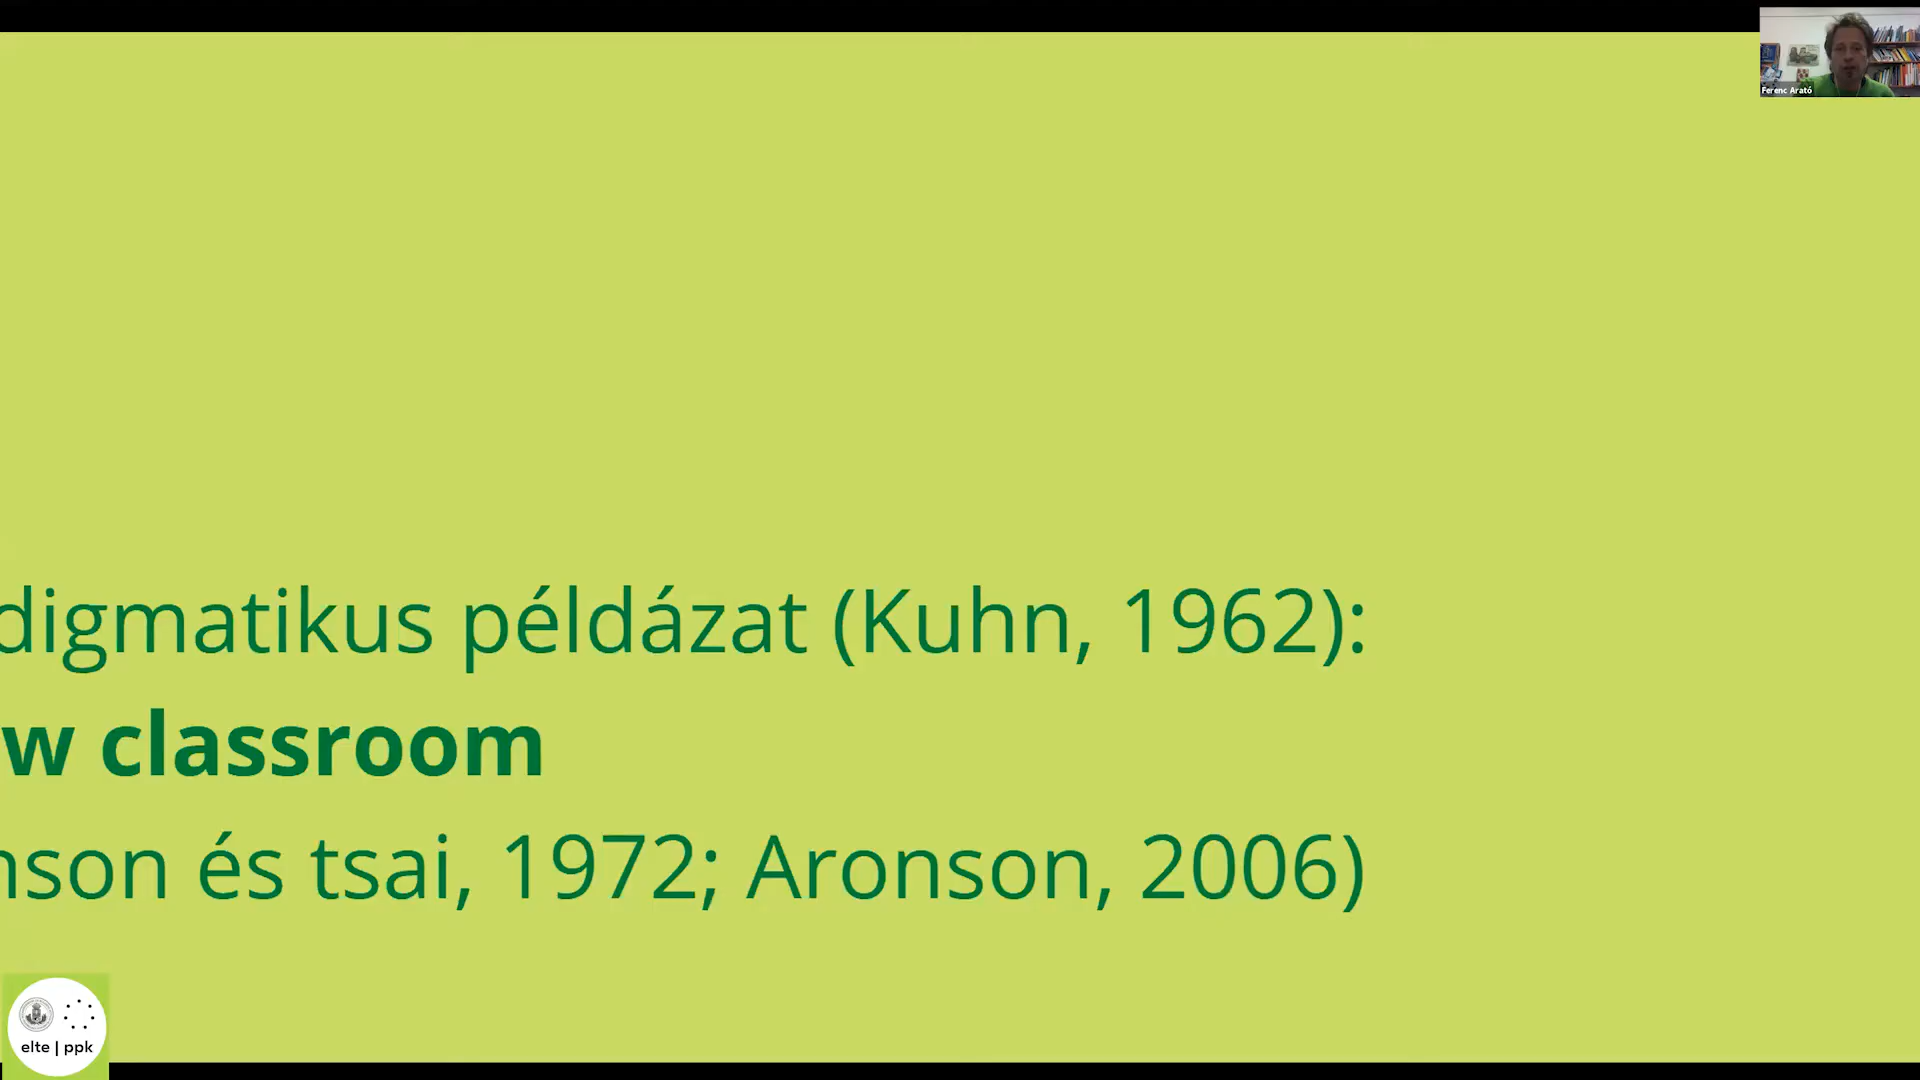 Ferenc Arató
digmatikus példázat (Kuhn, 1962):
w classroom
nson és tsai, 1972; Aronson, 2006)
elte | ppk